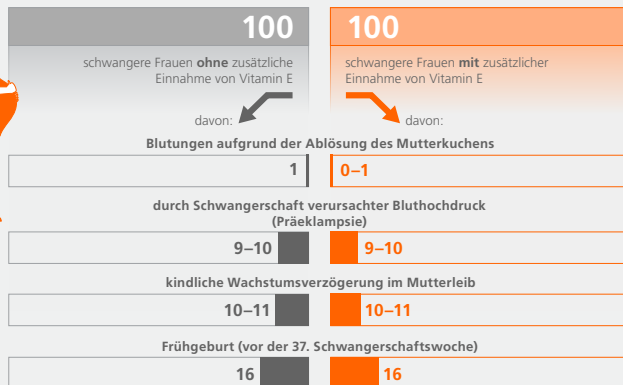 100
100
schwangere Frauen ohne zusätzliche
Einnahme von Vitamin E
schwangere Frauen mit zusätzlicher
Einnahme von Vitamin E
davon:
davon:
Blutungen aufgrund der Ablösung des Mutterkuchens
1
0–1
durch Schwangerschaft verursachter Bluthochdruck
(Präeklampsie)
9–10
9–10
kindliche Wachstumsverzögerung im Mutterleib
10–11
10–11
Frühgeburt (vor der 37. Schwangerschaftswoche)
16
16